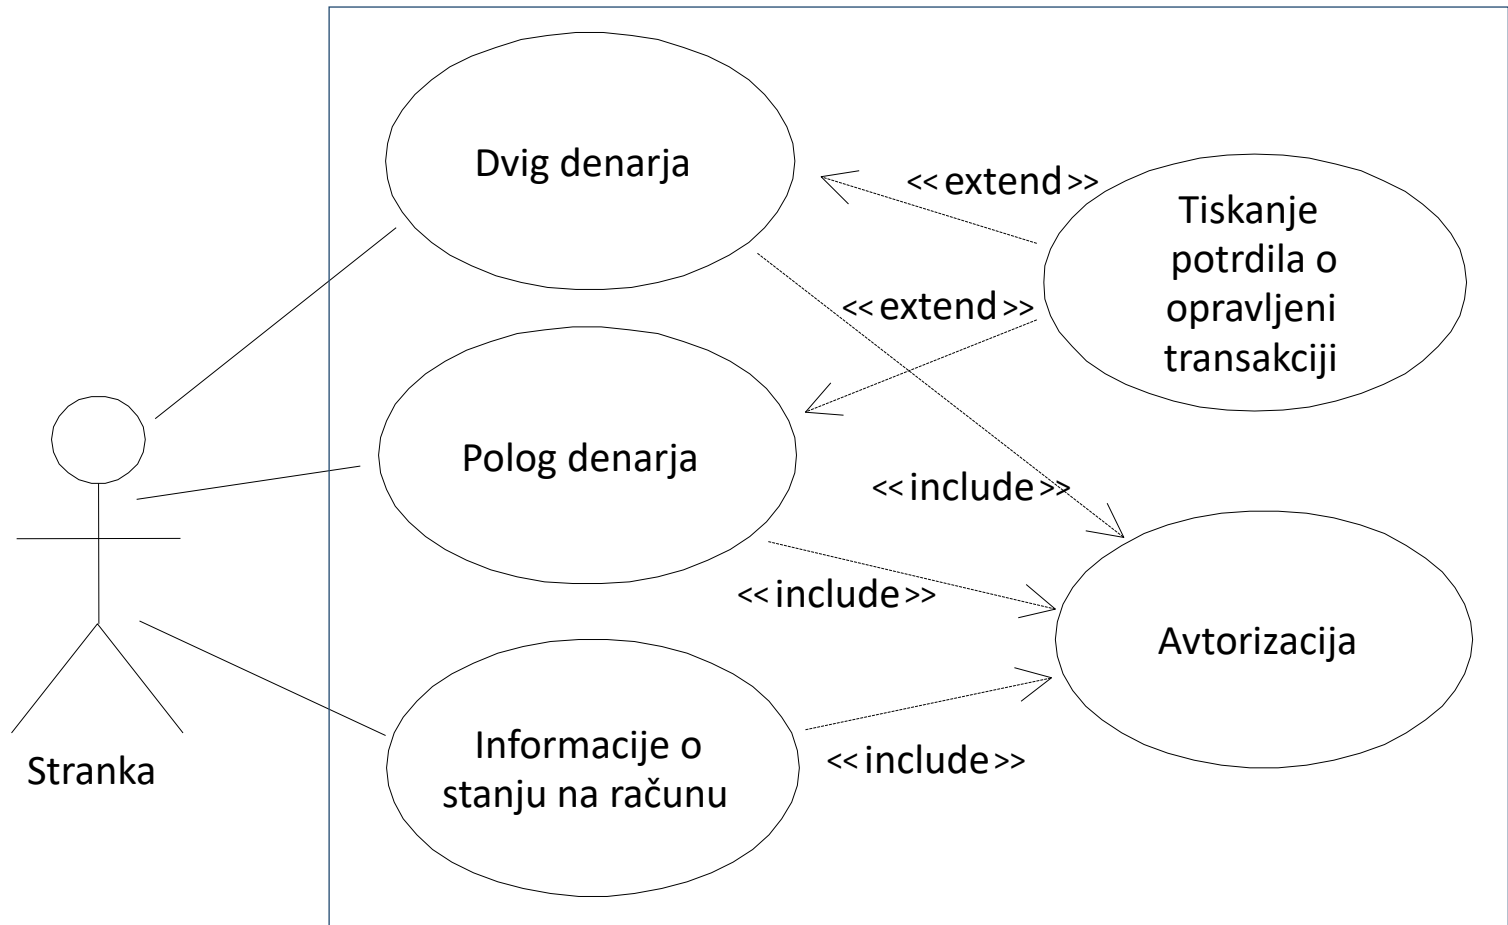 Dvig denarja
<<extend>>
Tiskanje
potrdila o
opravljeni
transakciji
<<extend>>
Polog denarja
<<include>>
<<include>>
Avtorizacija
Informacije o
stanju na računu
<<include>>
Stranka